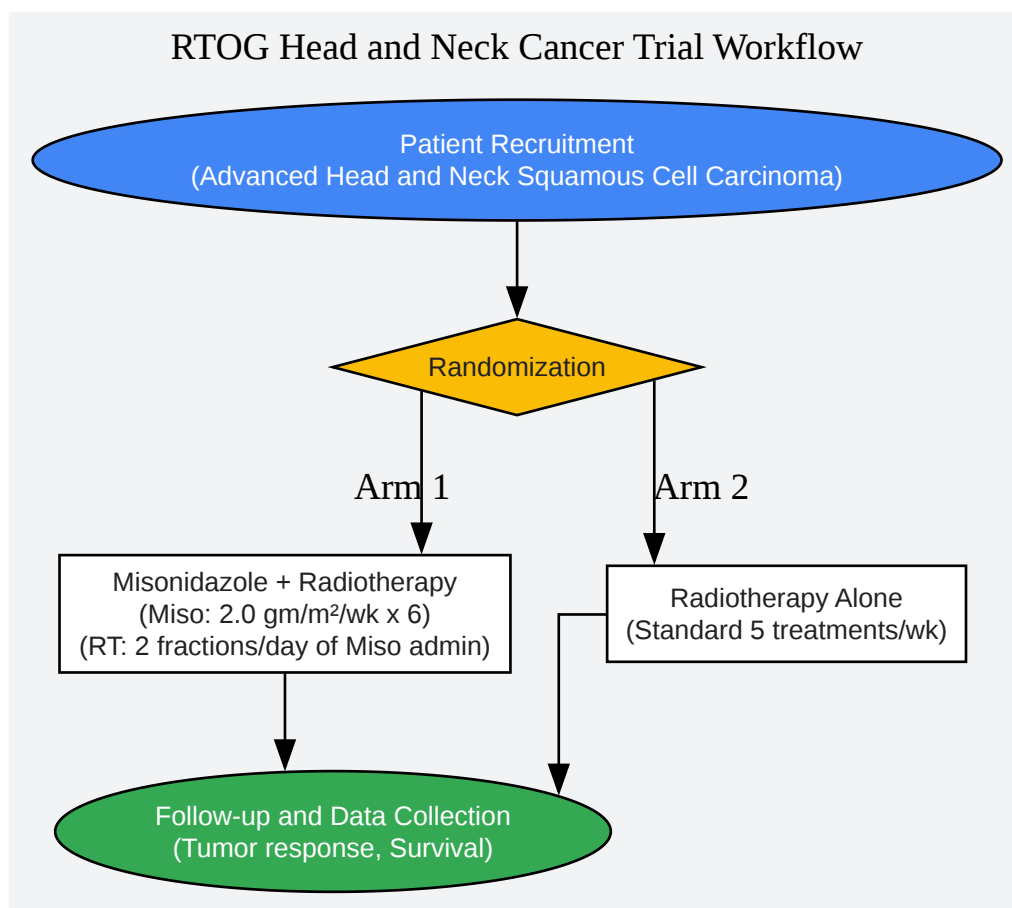 RTOG Head and Neck Cancer Trial Workflow
Patient Recruitment
(Advanced Head and Neck Squamous Cell Carcinoma)
Randomization
Arm 1
Arm 2
Misonidazole + Radiotherapy
(Miso: 2.0 gm/m²/wk x 6)
(RT: 2 fractions/day of Miso admin)
Radiotherapy Alone
(Standard 5 treatments/wk)
Follow-up and Data Collection
(Tumor response, Survival)